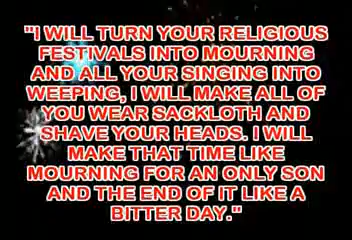 "I WILL TURN YOUR RELIGIOUS
FESTIVALS INTO MOURNING
AND ALL YOUR SINGING INTO
WEEPING, I WILL MAKE ALL OF
YOU WEAR SACKLOTH AND
SHAVE YOUR HEADS. I WILL
MAKE THAT TIME LIKE
MOURNING FOR AN ONLY SON
AND THE END OF IT LIKE A
BITTER DAY."